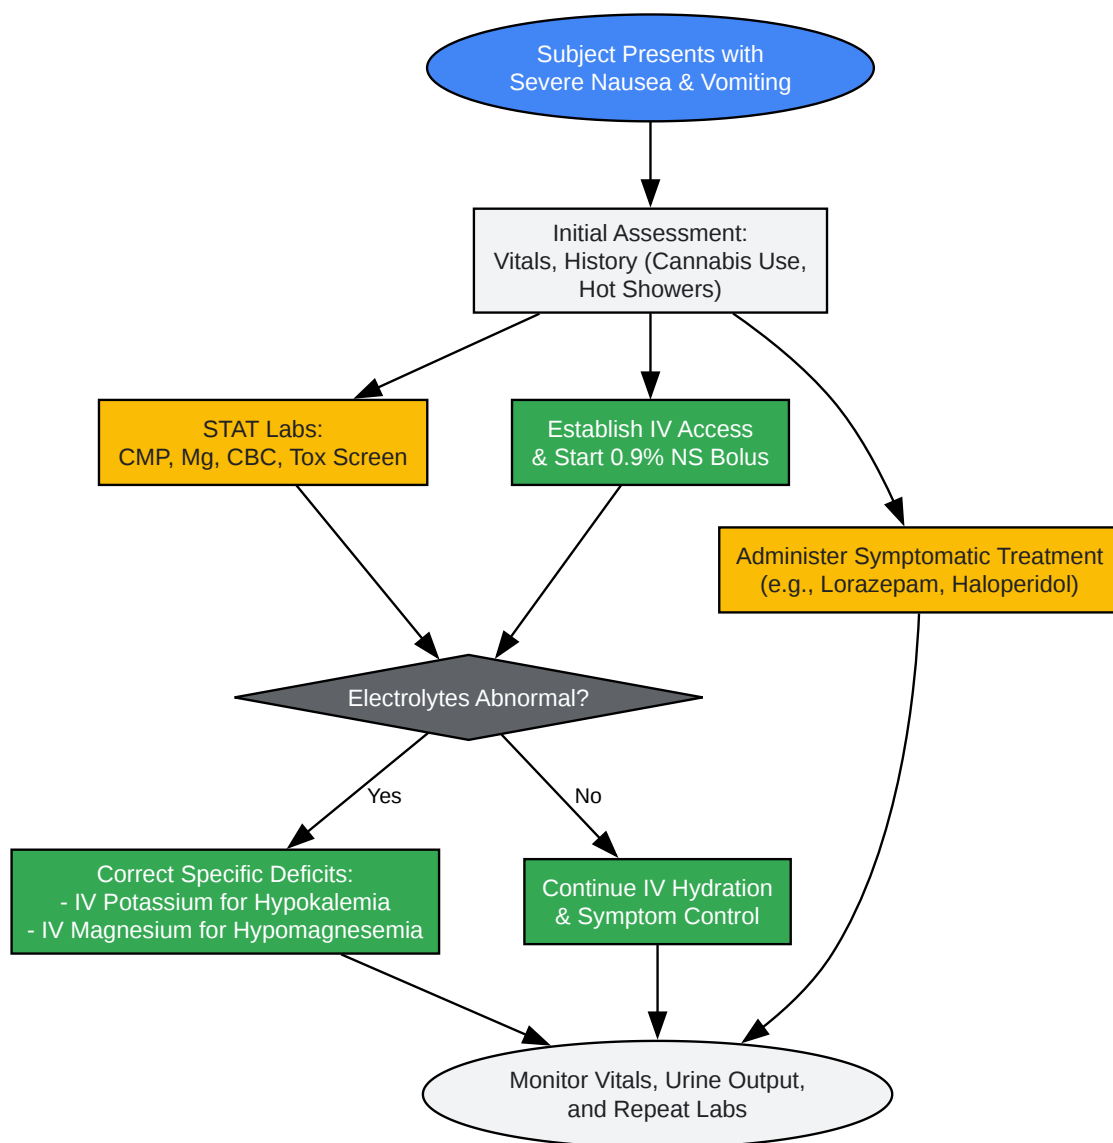 Subject Presents with
Severe Nausea & Vomiting
Initial Assessment:
Vitals, History (Cannabis Use,
Hot Showers)
STAT Labs:
CMP, Mg, CBC, Tox Screen
Establish IV Access
& Start 0.9% NS Bolus
Administer Symptomatic Treatment
(e.g., Lorazepam, Haloperidol)
Electrolytes Abnormal?
Yes
No
Correct Specific Deficits:
- IV Potassium for Hypokalemia
- IV Magnesium for Hypomagnesemia
Continue IV Hydration
& Symptom Control
Monitor Vitals, Urine Output,
and Repeat Labs